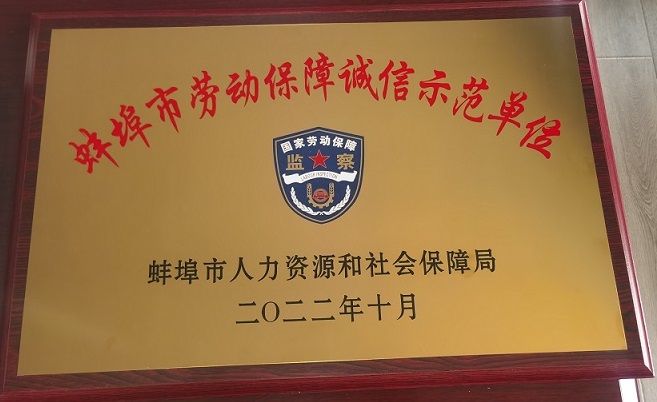 蚌埠市劳动保障诚信示范单位
国家劳动保障
监察
LABOUR INSPECTION
蚌埠市人力资源和社会保障局
二〇二二年十月